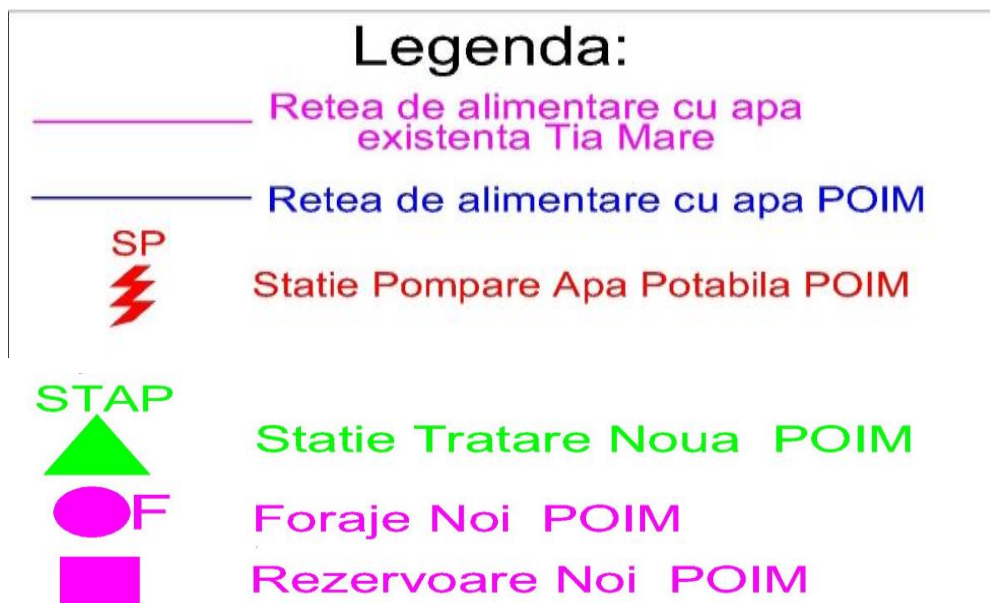 Legenda:
Retea de alimentare cu apa
existenta Tia Mare
Retea de alimentare cu apa POIM
SP
Statie Pompare Apa Potabila POIM
STAP
Statie Tratare Noua POIM
F
Foraje Noi POIM
Rezervoare Noi POIM